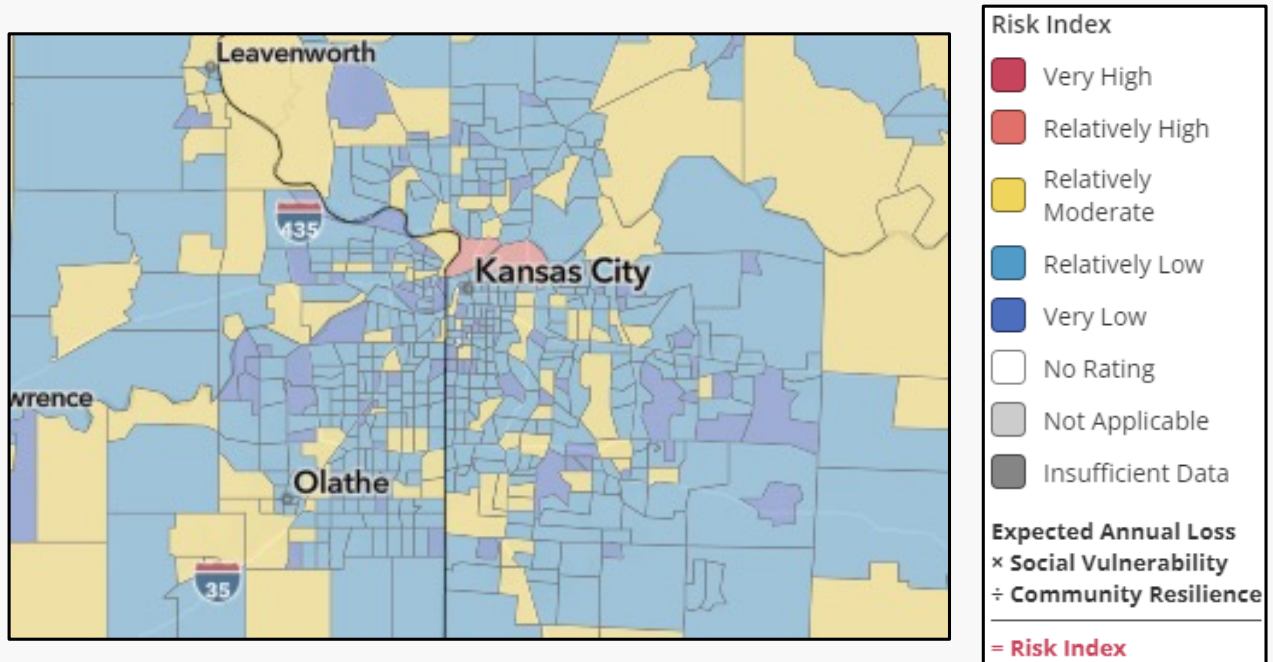 Leavenworth
435
Kansas City
wrence
Olathe
35
Risk Index
Very High
Relatively High
Relatively
Moderate
Relatively Low
Very Low
No Rating
Not Applicable
Insufficient Data
Expected Annual Loss
× Social Vulnerability
÷ Community Resilience
= Risk Index